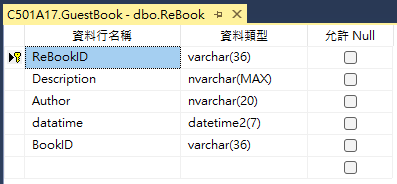 C501A17.GuestBook - dbo.ReBook
資料行名稱 資料類型 允許 Null
ReBookID varchar(36)
Description nvarchar(MAX)
Author nvarchar(20)
datatime datetime2(7)
BookID varchar(36)